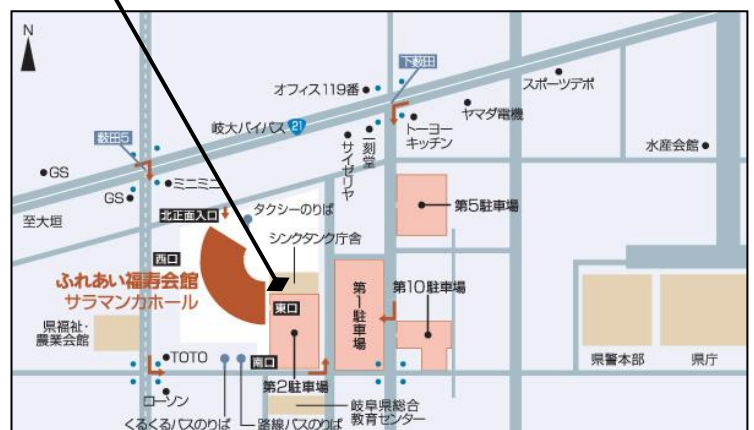 N
オフィス119番
下藪田
スポーツデポ
岐大バイパス 21
ヤマダ電機
トーヨー
キッチン
一刻堂
サイゼリヤ
水産会館
藪田5
GS
ミニミニ
GS
至大垣
北正面入口
タクシーのりば
第5駐車場
シンクタンク庁舎
西口
ふれあい福寿会館
サラマンカホール
東口
第1駐車場
第10駐車場
県福祉・
農業会館
TOTO
南口
第2駐車場
県警本部
県庁
ローソン
くるくるバスのりば
路線バスのりば
岐阜県総合
教育センター